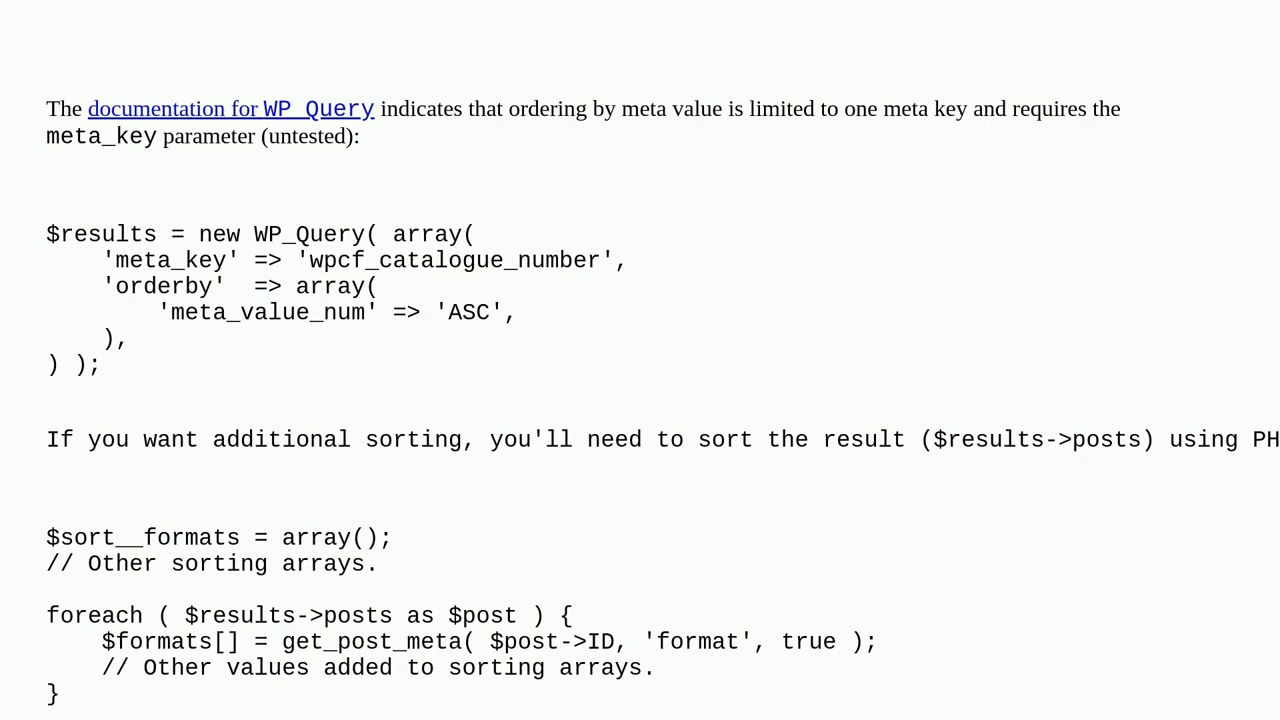 The documentation for WP_Query indicates that ordering by meta value is limited to one meta key and requires the
meta_key parameter (untested):
$results = new WP_Query( array(
    'meta_key' => 'wpcf_catalogue_number',
    'orderby'  => array(
        'meta_value_num' => 'ASC',
    ),
) );
If you want additional sorting, you'll need to sort the result ($results->posts) using PH
$sort__formats = array();
// Other sorting arrays.
foreach ( $results->posts as $post ) {
    $formats[] = get_post_meta( $post->ID, 'format', true );
    // Other values added to sorting arrays.
}